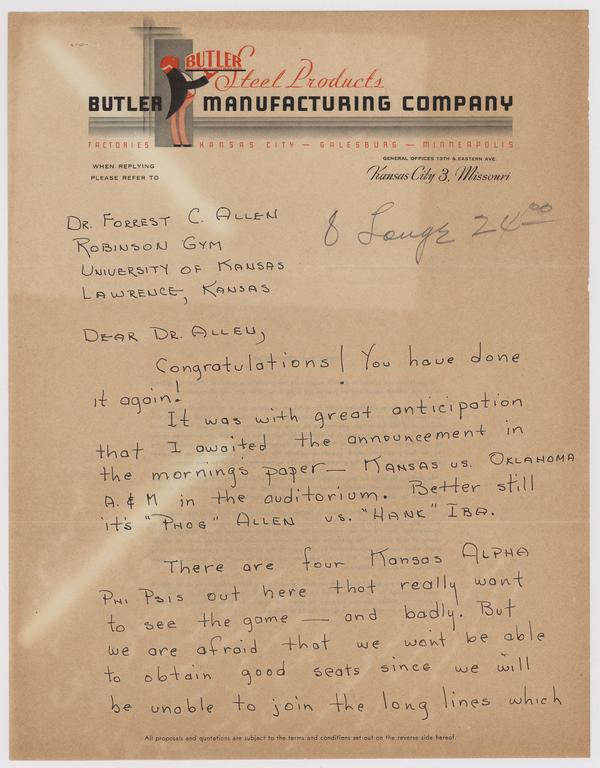 BUTLER
Steel Products
BUTLER MANUFACTURING COMPANY
FACTORIES KANSAS CITY — GALESBURG — MINNEAPOLIS
WHEN REPLYING
PLEASE REFER TO
GENERAL OFFICES 13TH & EASTERN AVE.
Kansas City 3, Missouri
DR. FORREST C. ALLEN
ROBINSON GYM
UNIVERSITY OF KANSAS
LAWRENCE, KANSAS
8 24 00
DEAR DR. ALLEN,
Congratulations! You have done
it again!
It was with great anticipation
that I awaited the announcement in
the morning's paper— KANSAS VS. OKLAHOMA
A. & M in the auditorium. Better still
it's "PHOG" ALLEN vs. "HANK" IBA.
There are four Kansas ALPHA
PHI PSIS out here that really want
to see the game — and badly. But
we are afraid that we won't be able
to obtain good seats since we will
be unable to join the long lines which
All proposals and quotations are subject to the terms and conditions set out on the reverse side hereof.